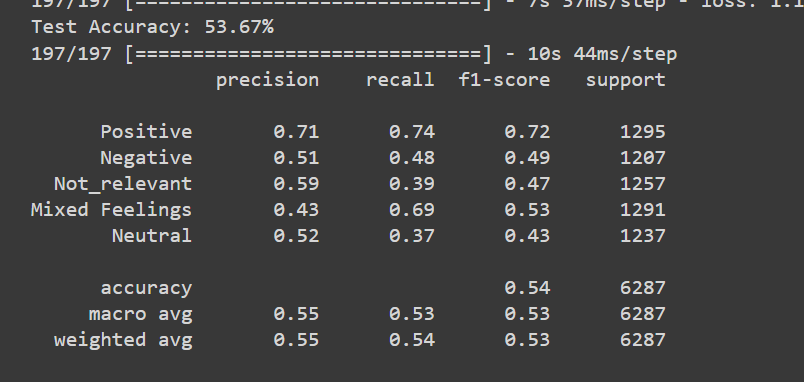 197/197 [==============================] - 7s 37ms/step - loss: 1.1
Test Accuracy: 53.67%
197/197 [==============================] - 10s 44ms/step
precision recall f1-score support
Positive 0.71 0.74 0.72 1295
Negative 0.51 0.48 0.49 1207
Not_relevant 0.59 0.39 0.47 1257
Mixed Feelings 0.43 0.69 0.53 1291
Neutral 0.52 0.37 0.43 1237
accuracy 0.54 6287
macro avg 0.55 0.53 0.53 6287
weighted avg 0.55 0.54 0.53 6287